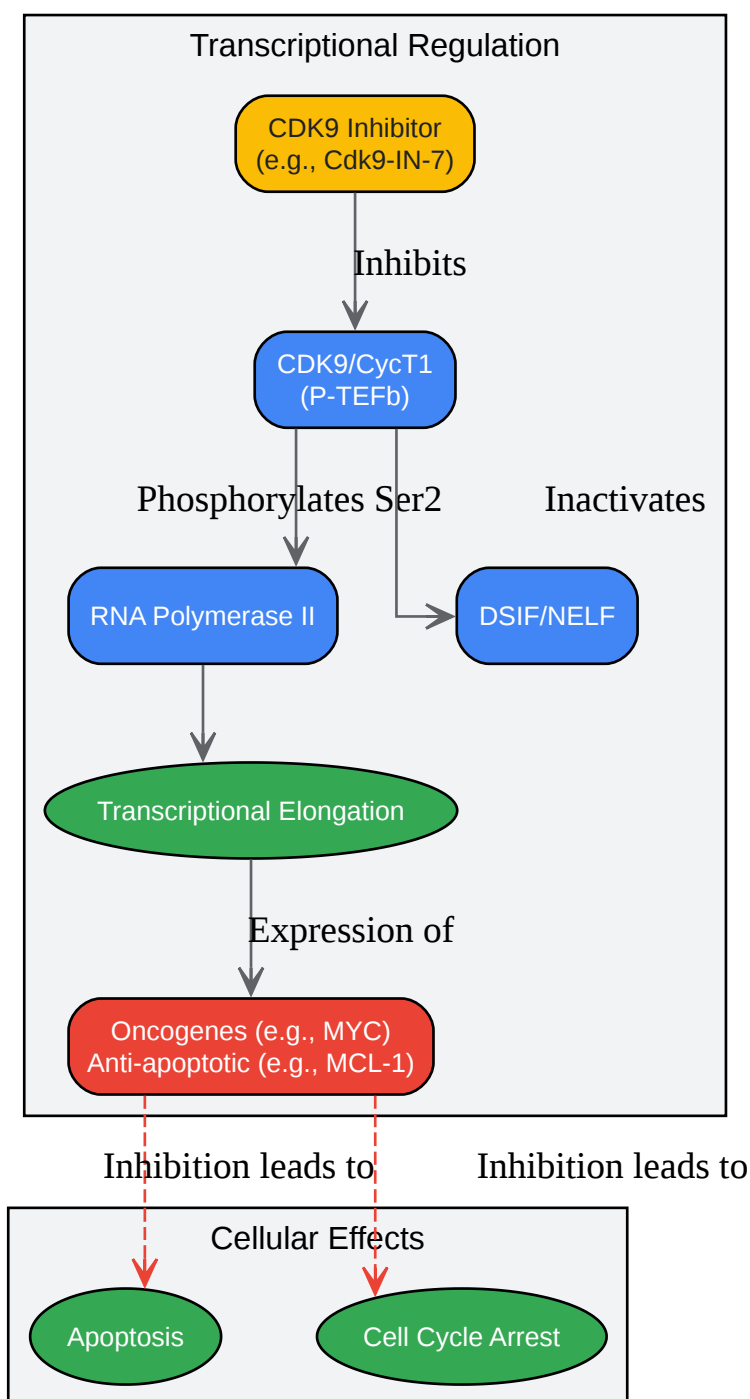 Transcriptional Regulation
CDK9 Inhibitor
(e.g., Cdk9-IN-7)
Inhibits
CDK9/CycT1
(P-TEFb)
Phosphorylates Ser2
Inactivates
RNA Polymerase II
DSIF/NELF
Transcriptional Elongation
Expression of
Oncogenes (e.g., MYC)
Anti-apoptotic (e.g., MCL-1)
Inhibition leads to
Inhibition leads to
Cellular Effects
Apoptosis
Cell Cycle Arrest